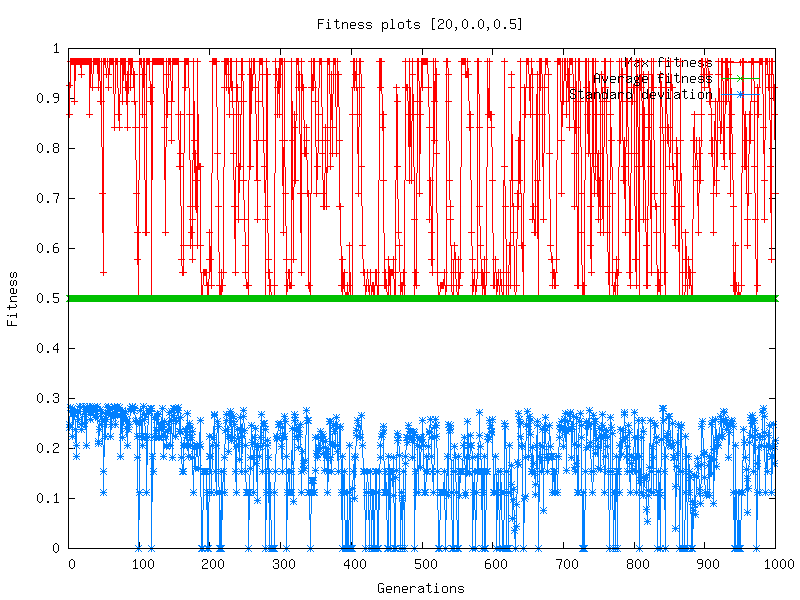 Fitness plots [20,0.0,0.5]
Max fitness
Average fitness
Standard deviation
1
0.9
0.8
0.7
0.6
0.5
0.4
0.3
0.2
0.1
0
Fitness
0 100 200 300 400 500 600 700 800 900 1000
Generations